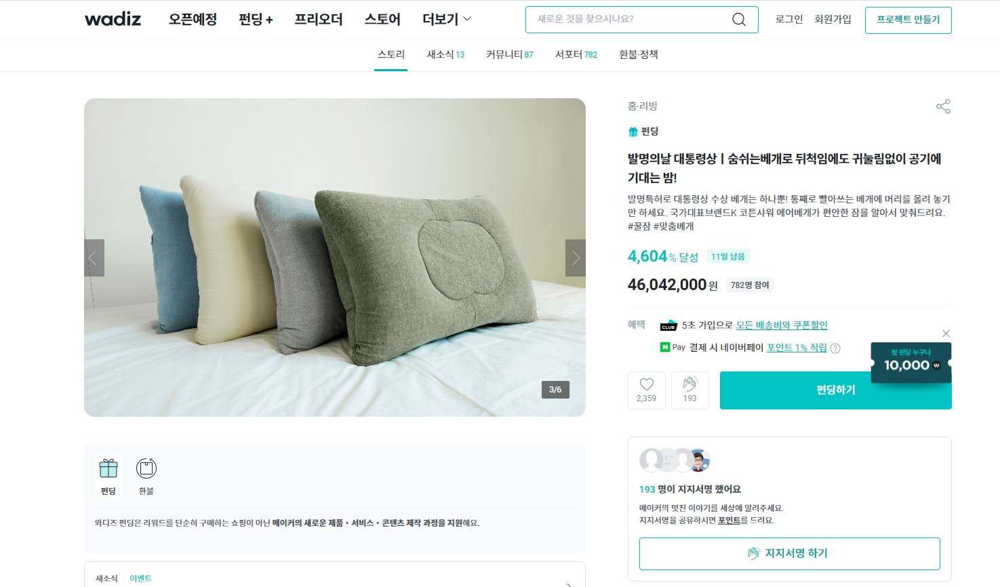 wadiz 오픈예정 펀딩 + 프리오더 스토어 더보기 새로운 것을 찾으시나요? 로그인 회원가입 프로젝트 만들기
스토리 새소식 13 커뮤니티 87 서포터 782 환불·정책
홈·리빙
펀딩
발명의날 대통령상ㅣ숨쉬는베개로 뒤척임에도 귀눌림없이 공기에
기대는 밤!
발명특허로 대통령상 수상 베개는 하나뿐! 통째로 빨아쓰는 베개에 머리를 올려 놓기
만 하세요. 국가대표브랜드K 코튼샤워 에어베개가 편안한 잠을 알아서 맞춰드려요.
#꿀잠 #맞춤베개
4,604% 달성 11일 남음
46,042,000원 782명 참여
혜택 CLUB 5초 가입으로 모든 배송비와 쿠폰할인
N Pay 결제 시 네이버페이 포인트 1% 적립 ?
첫 펀딩 누구나
10,000 W
2,359
193
펀딩하기
3/6
펀딩 환불
와디즈 펀딩은 리워드를 단순히 구매하는 쇼핑이 아닌 메이커의 새로운 제품・서비스・콘텐츠 제작 과정을 지원해요.
새소식 이벤트
193 명이 지지서명 했어요
메이커의 멋진 이야기를 세상에 알려주세요.
지지서명을 공유하시면 포인트를 드려요.
지지서명 하기